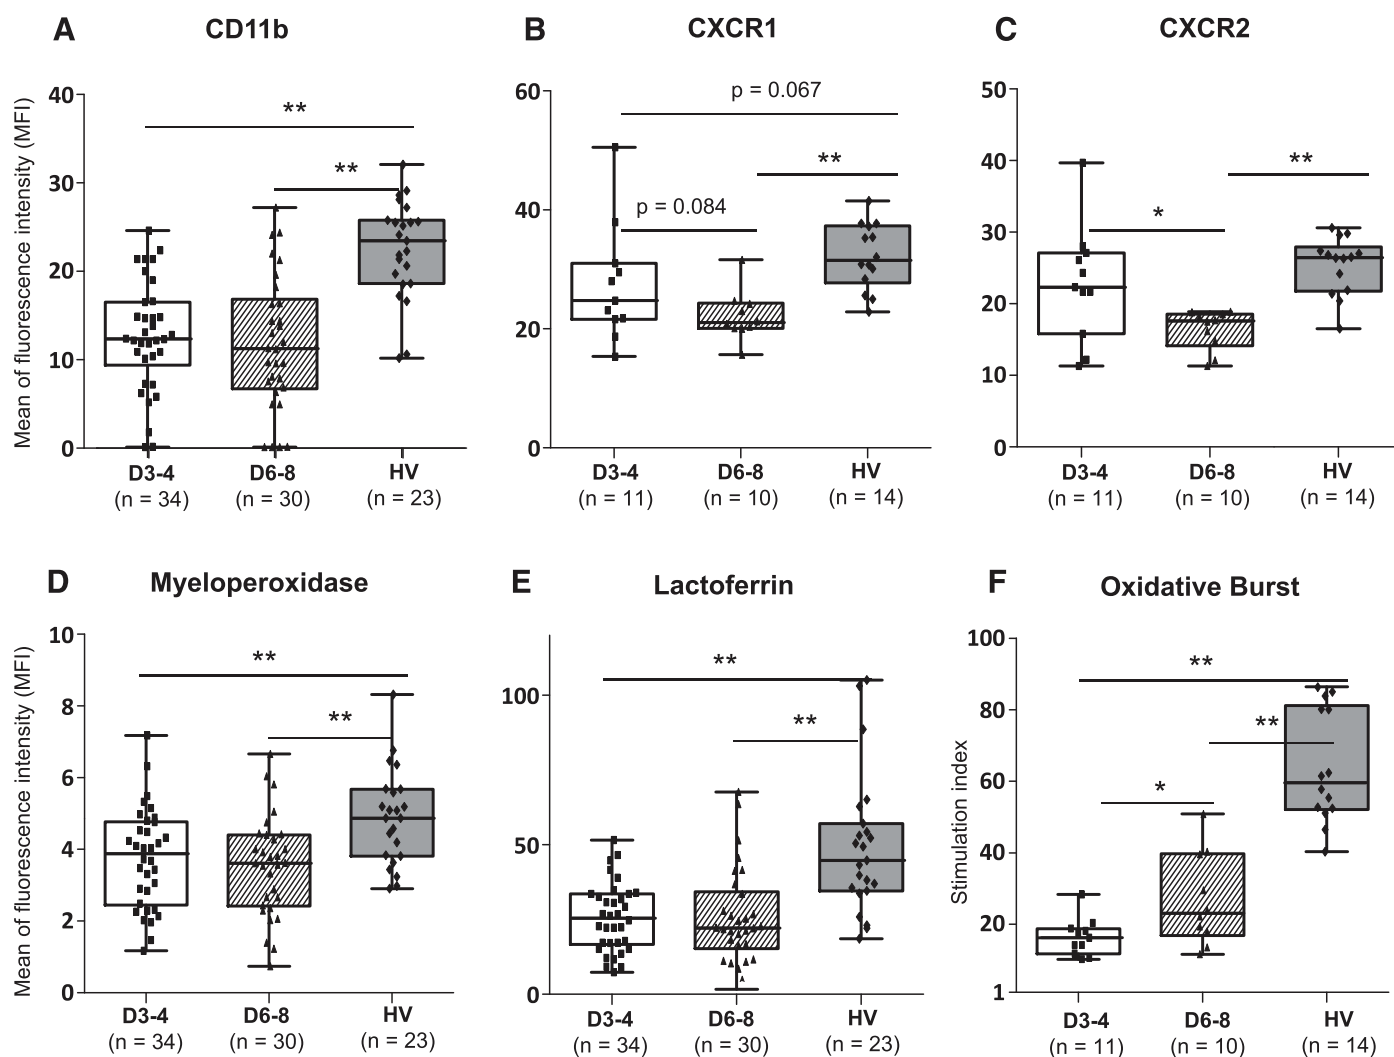 A CD11b
Mean of fluorescence intensity (MFI)
40
30
20
10
0
**
**
D3-4 D6-8 HV
(n = 34) (n = 30) (n = 23)
B CXCR1
60
40
20
0
p = 0.067
**
p = 0.084
D3-4 D6-8 HV
(n = 11) (n = 10) (n = 14)
C CXCR2
50
40
30
20
10
0
**
*
D3-4 D6-8 HV
(n = 11) (n = 10) (n = 14)
D Myeloperoxidase
Mean of fluorescence intensity (MFI)
10
8
6
4
2
0
**
**
D3-4 D6-8 HV
(n = 34) (n = 30) (n = 23)
E Lactoferrin
100
50
0
**
**
D3-4 D6-8 HV
(n = 34) (n = 30) (n = 23)
F Oxidative Burst
Stimulation index
100
80
60
40
20
1
**
**
*
D3-4 D6-8 HV
(n = 11) (n = 10) (n = 14)